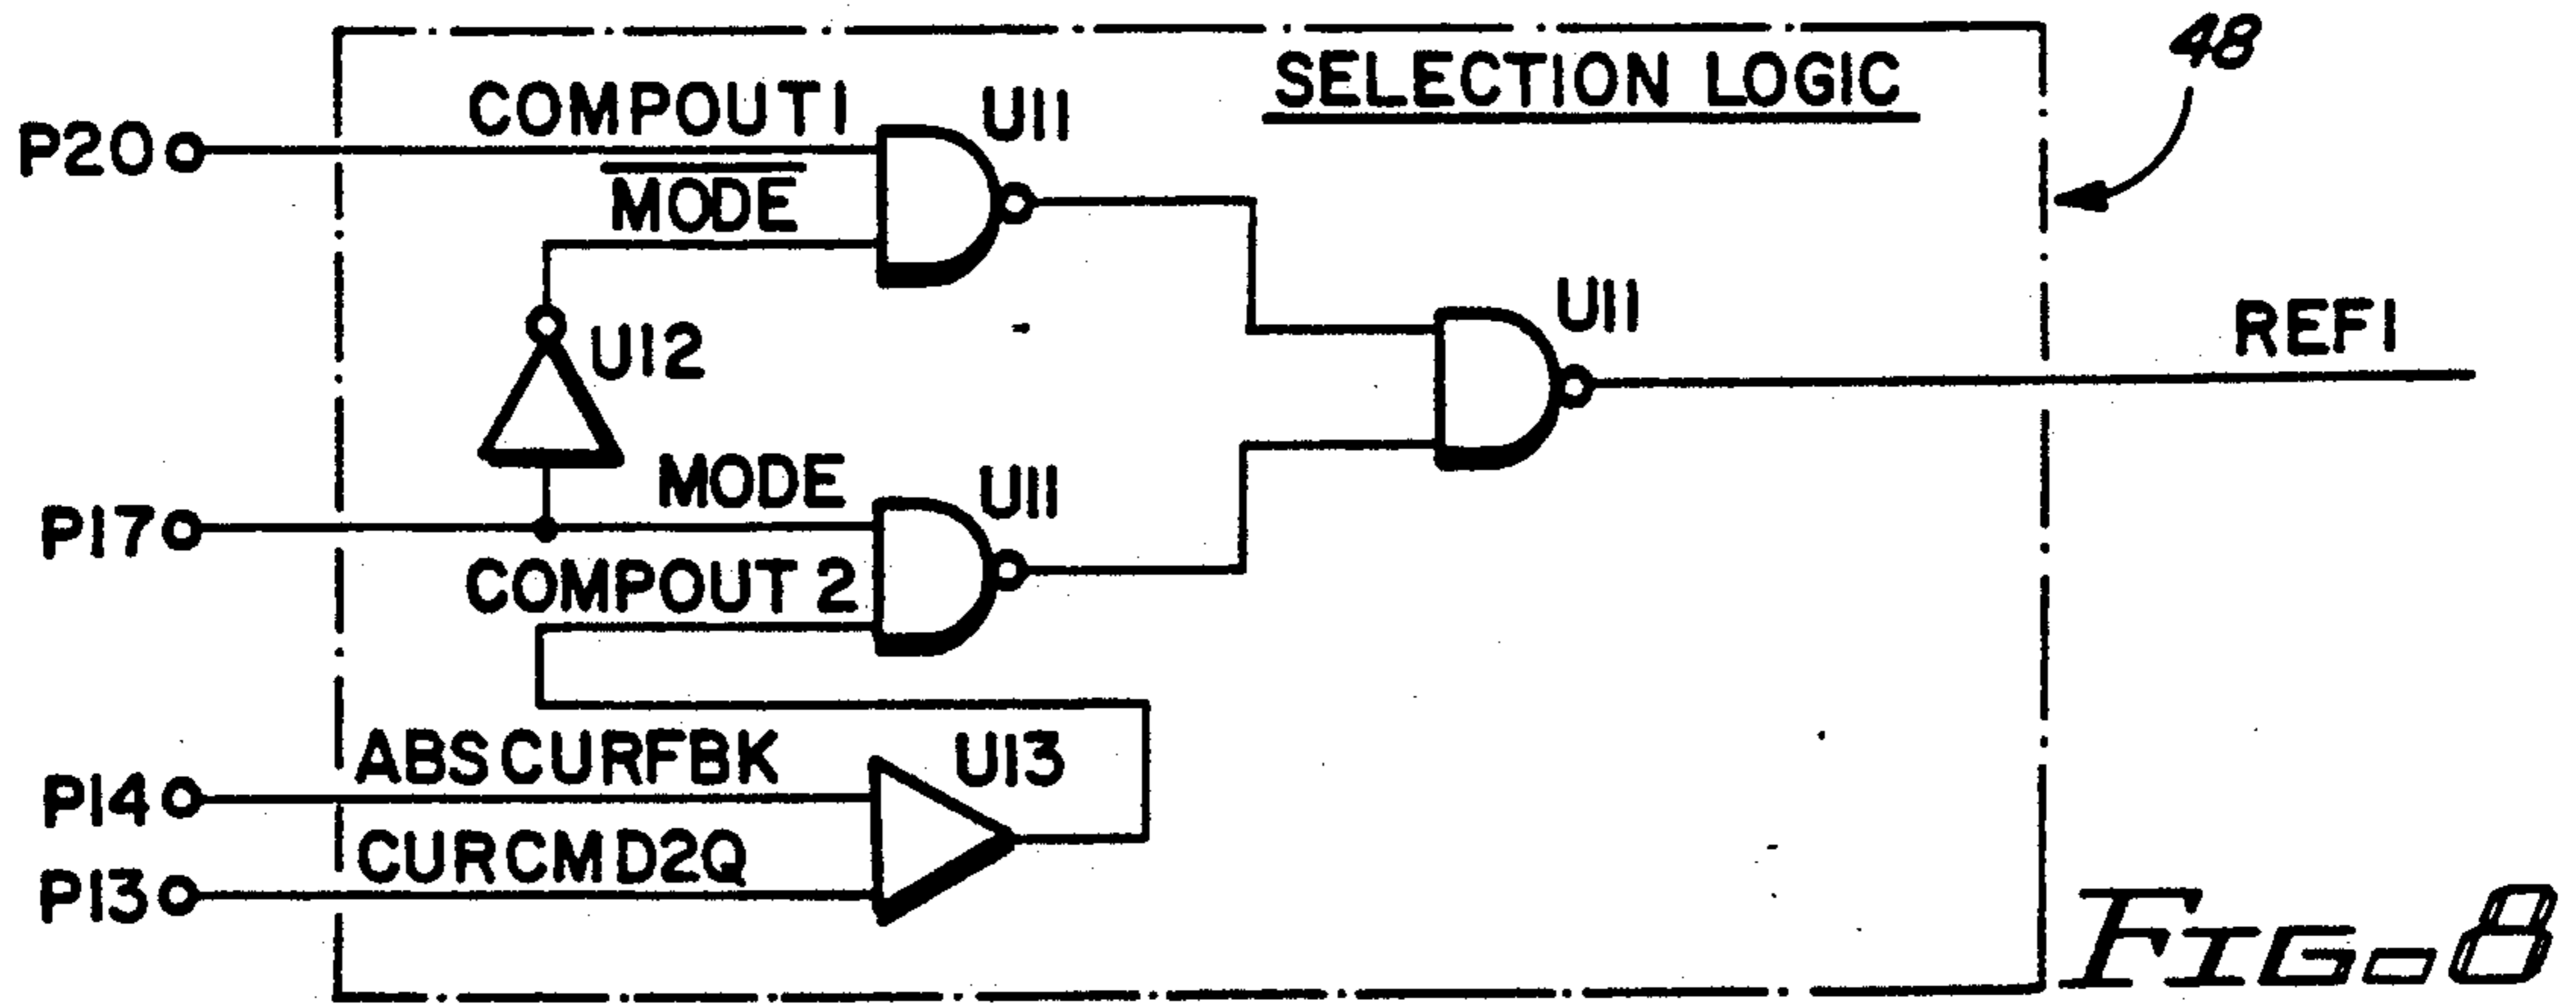 SELECTION LOGIC
48
COMPOUT1
U11
P20
MODE
U12
U11
REF1
MODE
U11
P17
COMPOUT 2
ABSCURFBK
U13
P14
CURCMD2Q
P13
FIG-8